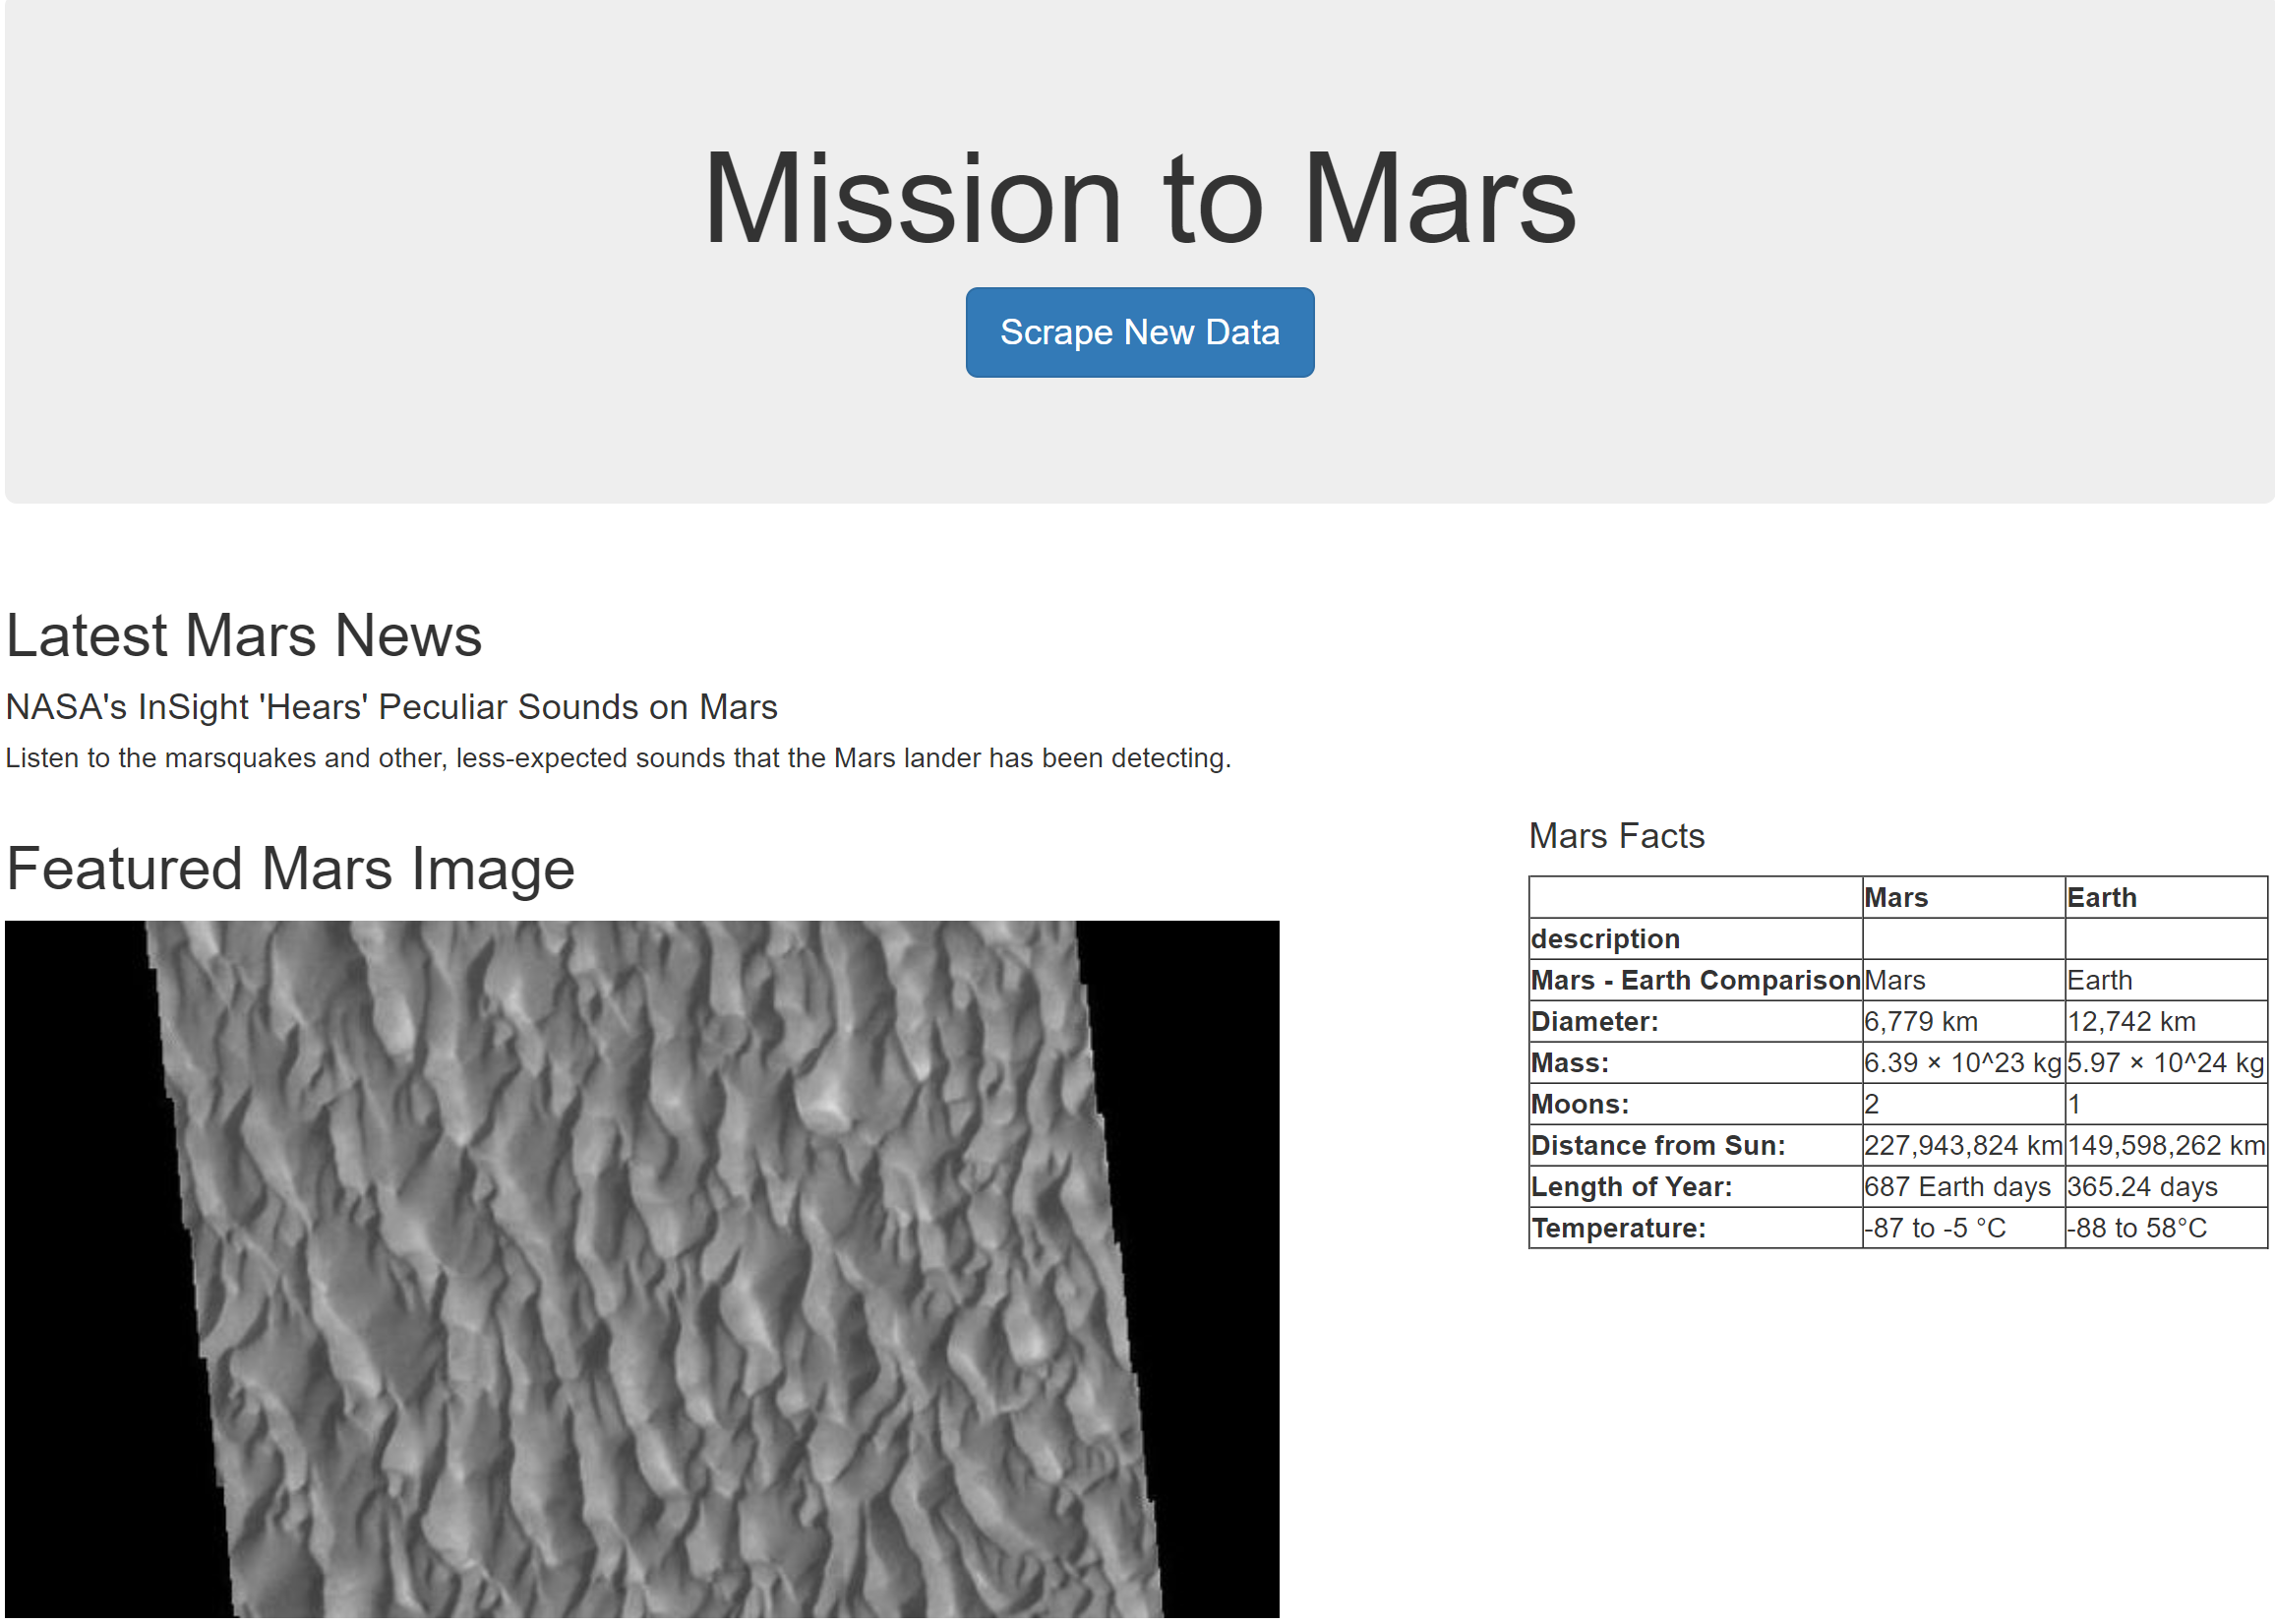 Mission to Mars
Scrape New Data
Latest Mars News
NASA's InSight 'Hears' Peculiar Sounds on Mars
Listen to the marsquakes and other, less-expected sounds that the Mars lander has been detecting.
Featured Mars Image
Mars Facts
Mars Earth
description
Mars - Earth Comparison Mars Earth
Diameter: 6,779 km 12,742 km
Mass: 6.39 × 10^23 kg 5.97 × 10^24 kg
Moons: 2 1
Distance from Sun: 227,943,824 km 149,598,262 km
Length of Year: 687 Earth days 365.24 days
Temperature: -87 to -5 °C -88 to 58°C